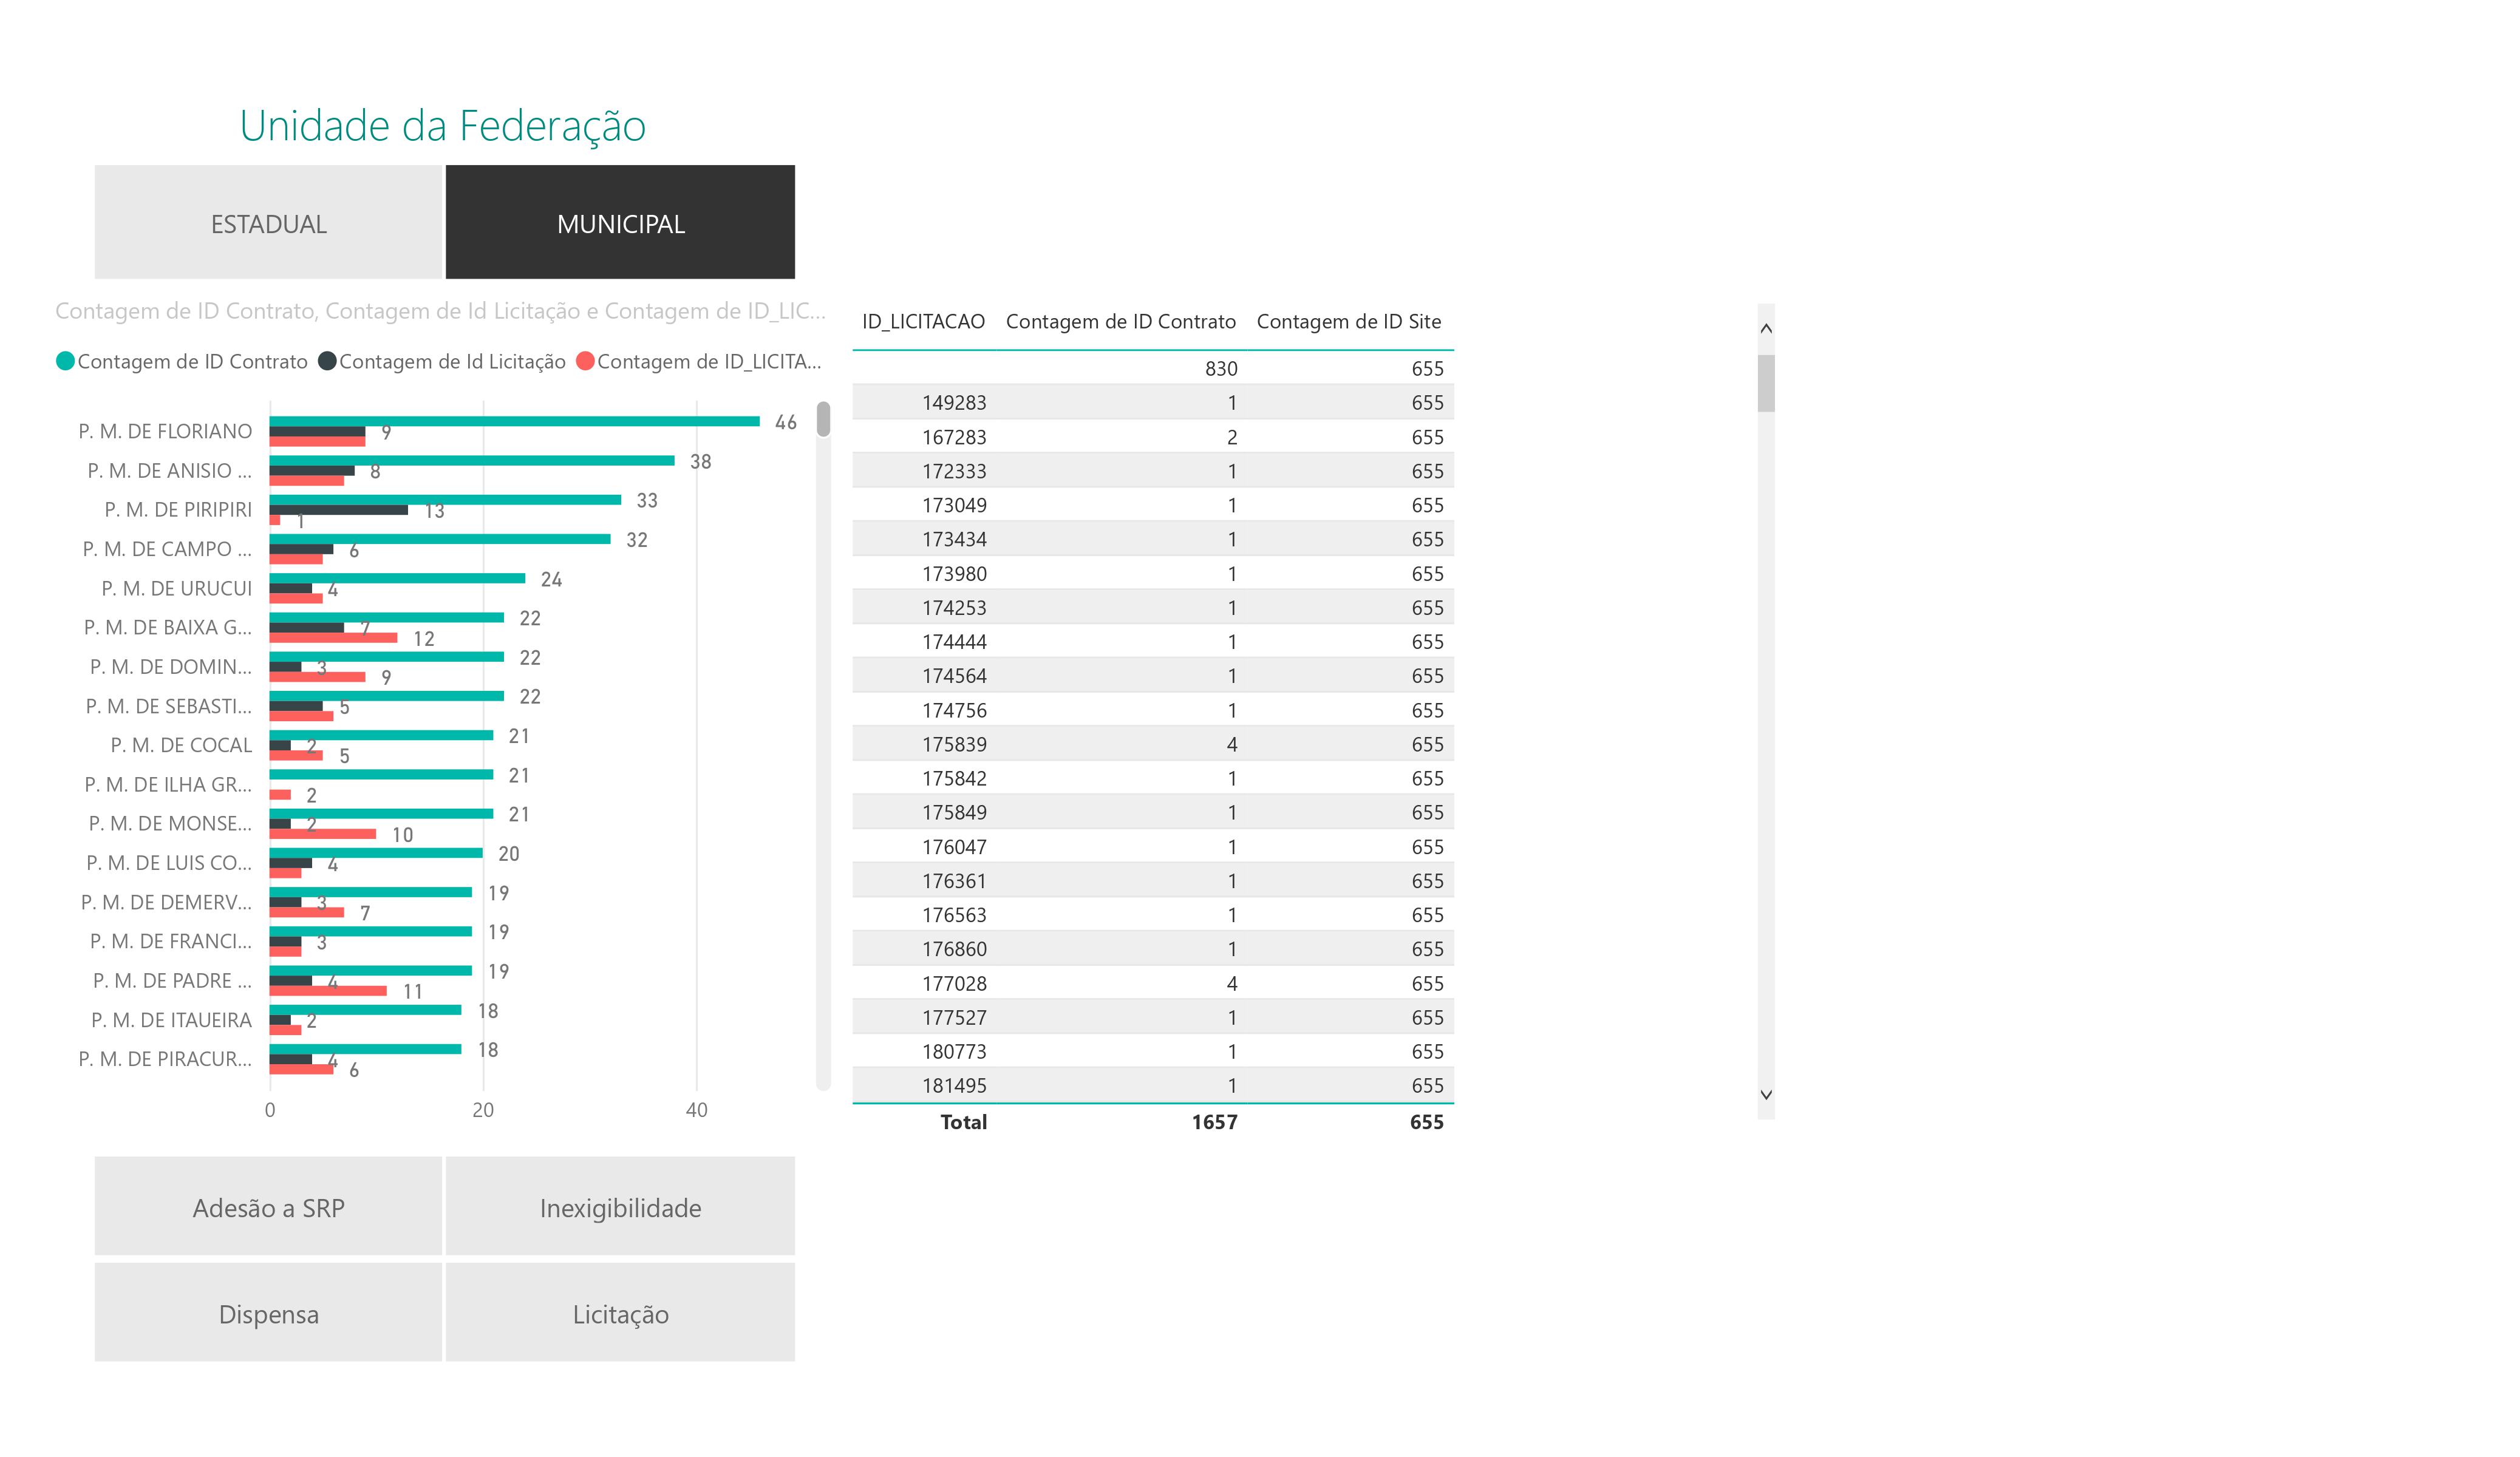 Unidade da Federação
ESTADUAL
MUNICIPAL
Contagem de ID Contrato, Contagem de Id Licitação e Contagem de ID_LIC...
Contagem de ID Contrato Contagem de Id Licitação Contagem de ID_LICITA...
P. M. DE FLORIANO 46 9
P. M. DE ANISIO ... 38 8
P. M. DE PIRIPIRI 33 13 1
P. M. DE CAMPO ... 32 6
P. M. DE URUCUI 24 4
P. M. DE BAIXA G... 22 7 12
P. M. DE DOMIN... 22 3 9
P. M. DE SEBASTI... 22 5
P. M. DE COCAL 21 2 5
P. M. DE ILHA GR... 21 2
P. M. DE MONSE... 21 2 10
P. M. DE LUIS CO... 20 4
P. M. DE DEMERV... 19 3 7
P. M. DE FRANCI... 19 3
P. M. DE PADRE ... 19 4 11
P. M. DE ITAUEIRA 18 2
P. M. DE PIRACUR... 18 4 6
0 20 40
ID_LICITACAO Contagem de ID Contrato Contagem de ID Site
830 655
149283 1 655
167283 2 655
172333 1 655
173049 1 655
173434 1 655
173980 1 655
174253 1 655
174444 1 655
174564 1 655
174756 1 655
175839 4 655
175842 1 655
175849 1 655
176047 1 655
176361 1 655
176563 1 655
176860 1 655
177028 4 655
177527 1 655
180773 1 655
181495 1 655
Total 1657 655
Adesão a SRP
Inexigibilidade
Dispensa
Licitação